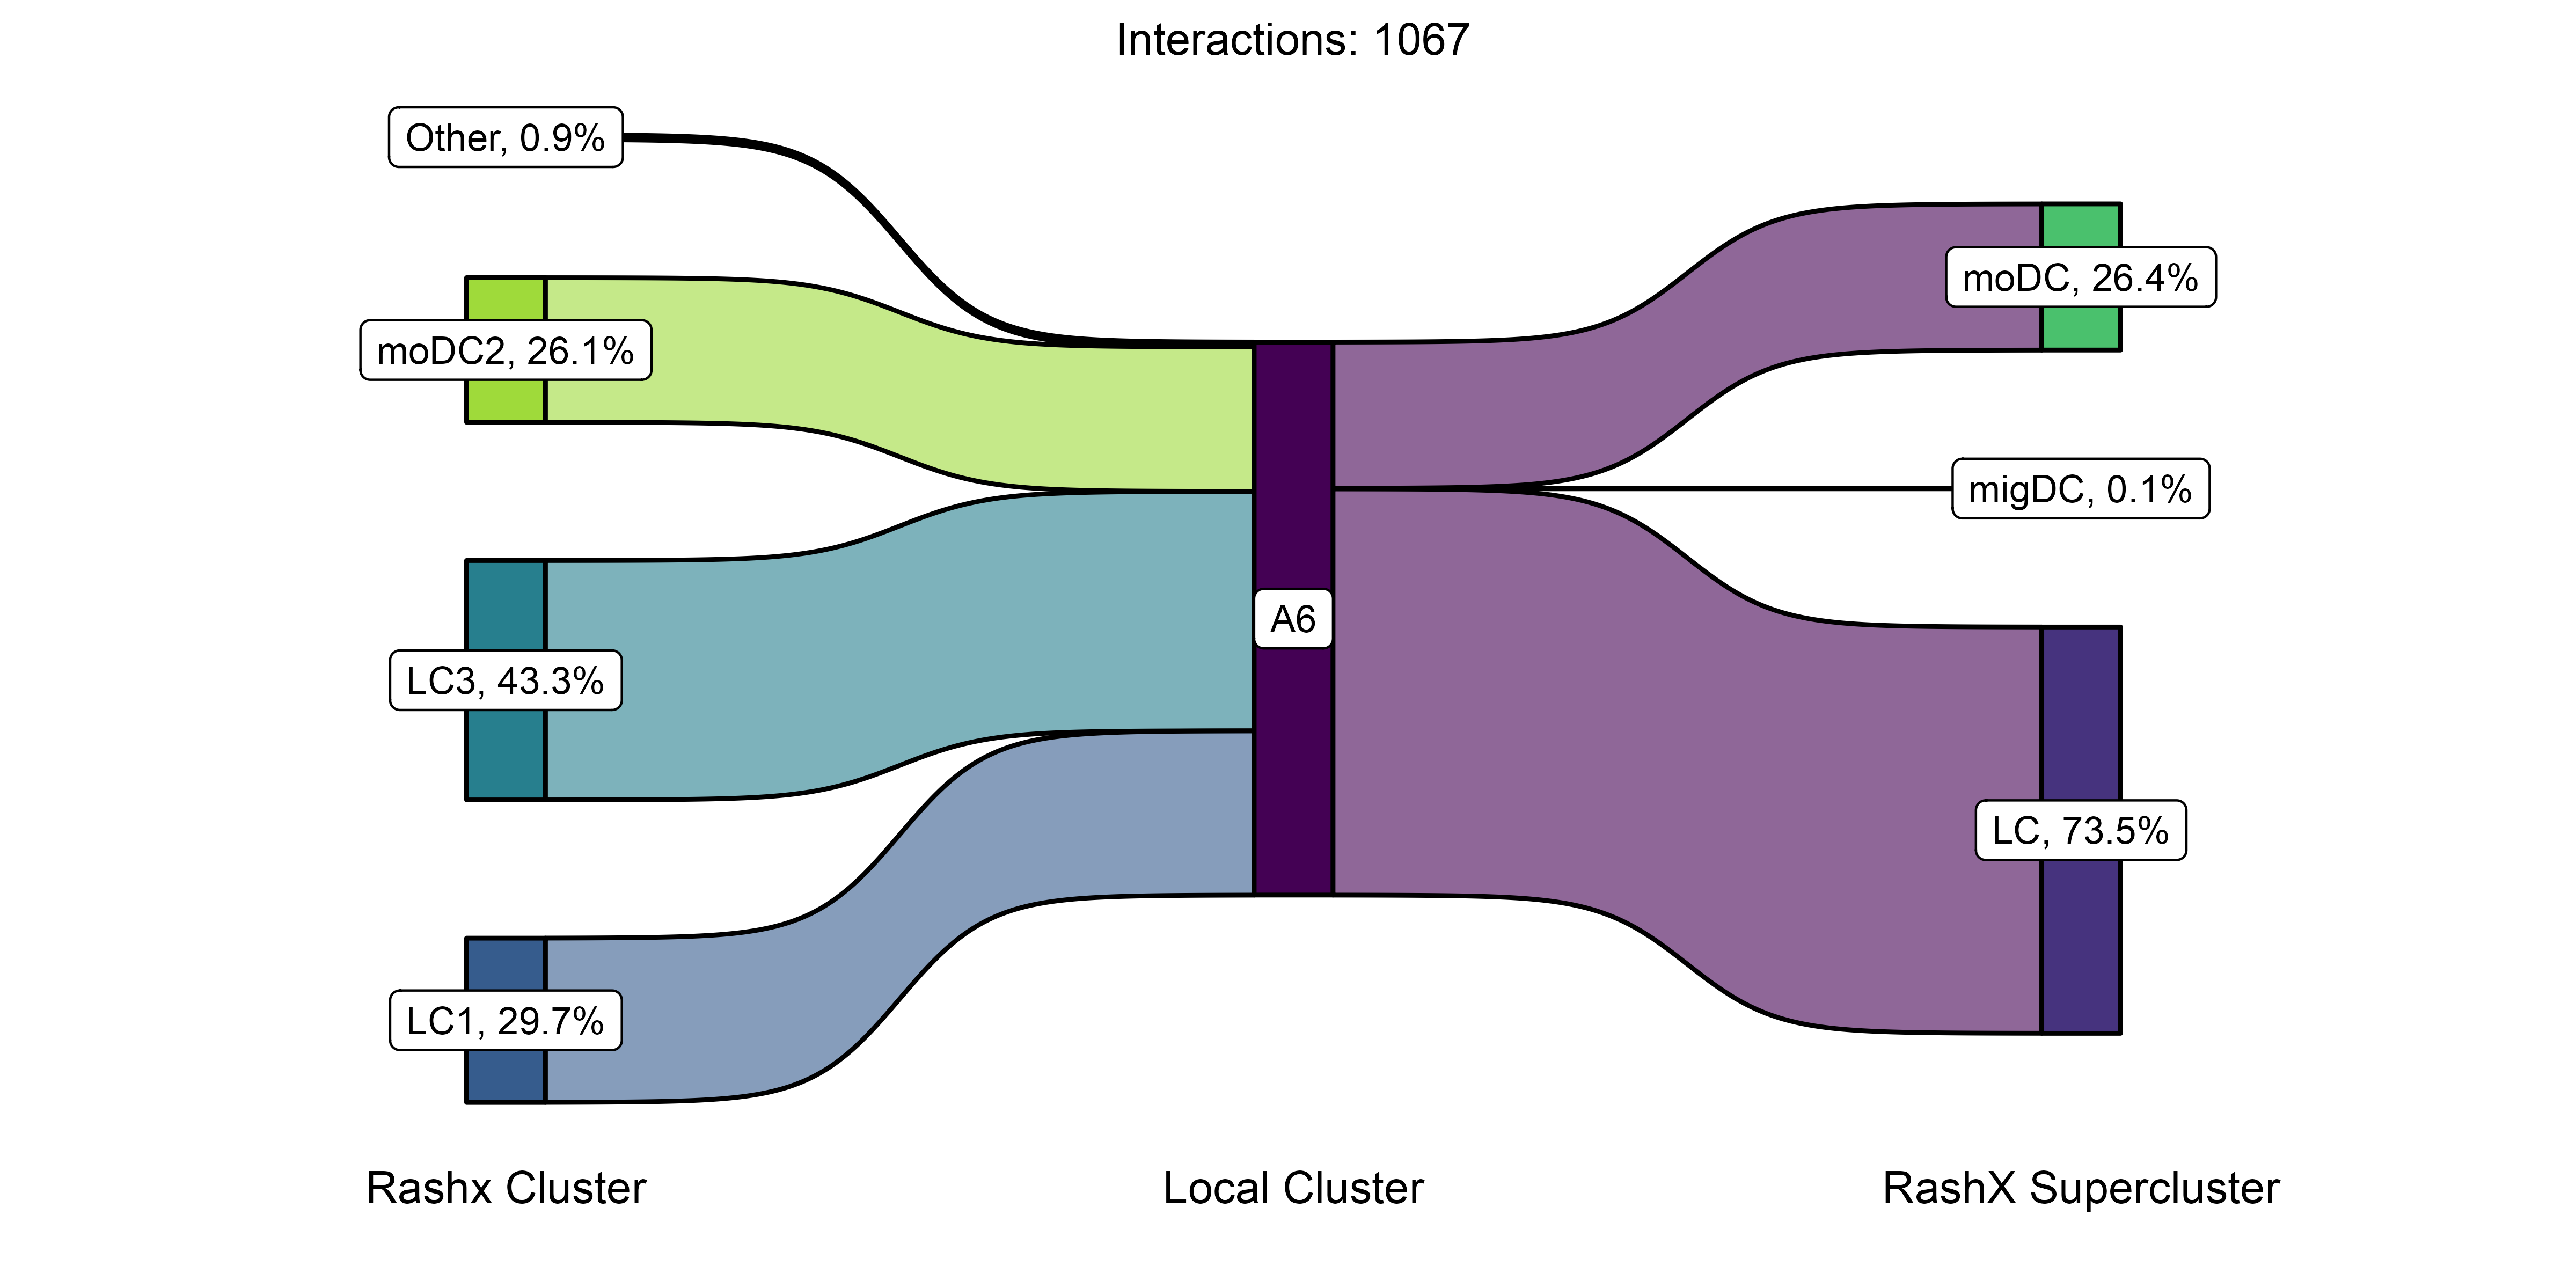 Interactions: 1067
Other, 0.9%
moDC2, 26.1%
LC3, 43.3%
LC1, 29.7%
A6
moDC, 26.4%
migDC, 0.1%
LC, 73.5%
Rashx Cluster
Local Cluster
RashX Supercluster